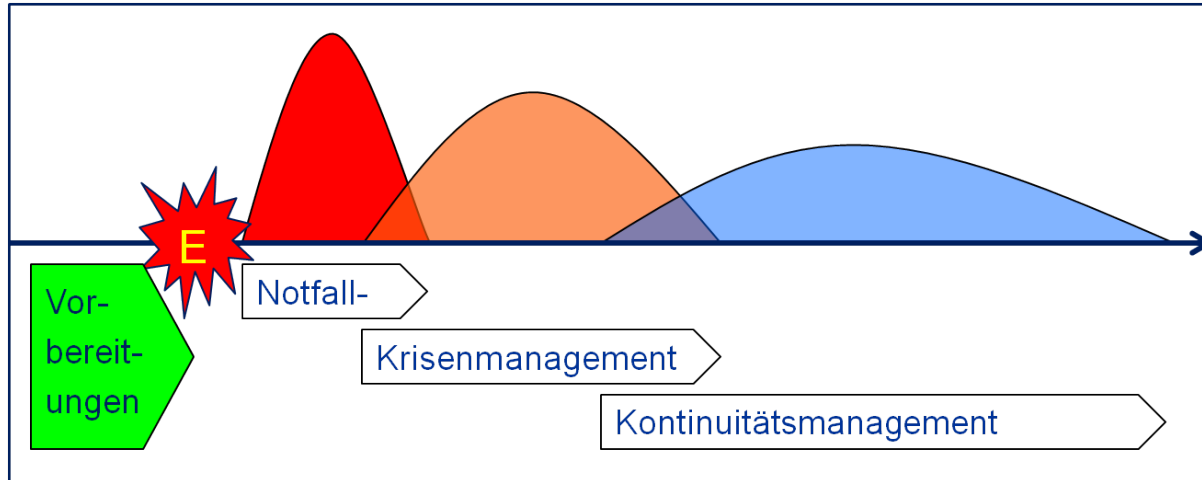 E
Vor-
bereit-
ungen
Notfall-
Krisenmanagement
Kontinuitätsmanagement